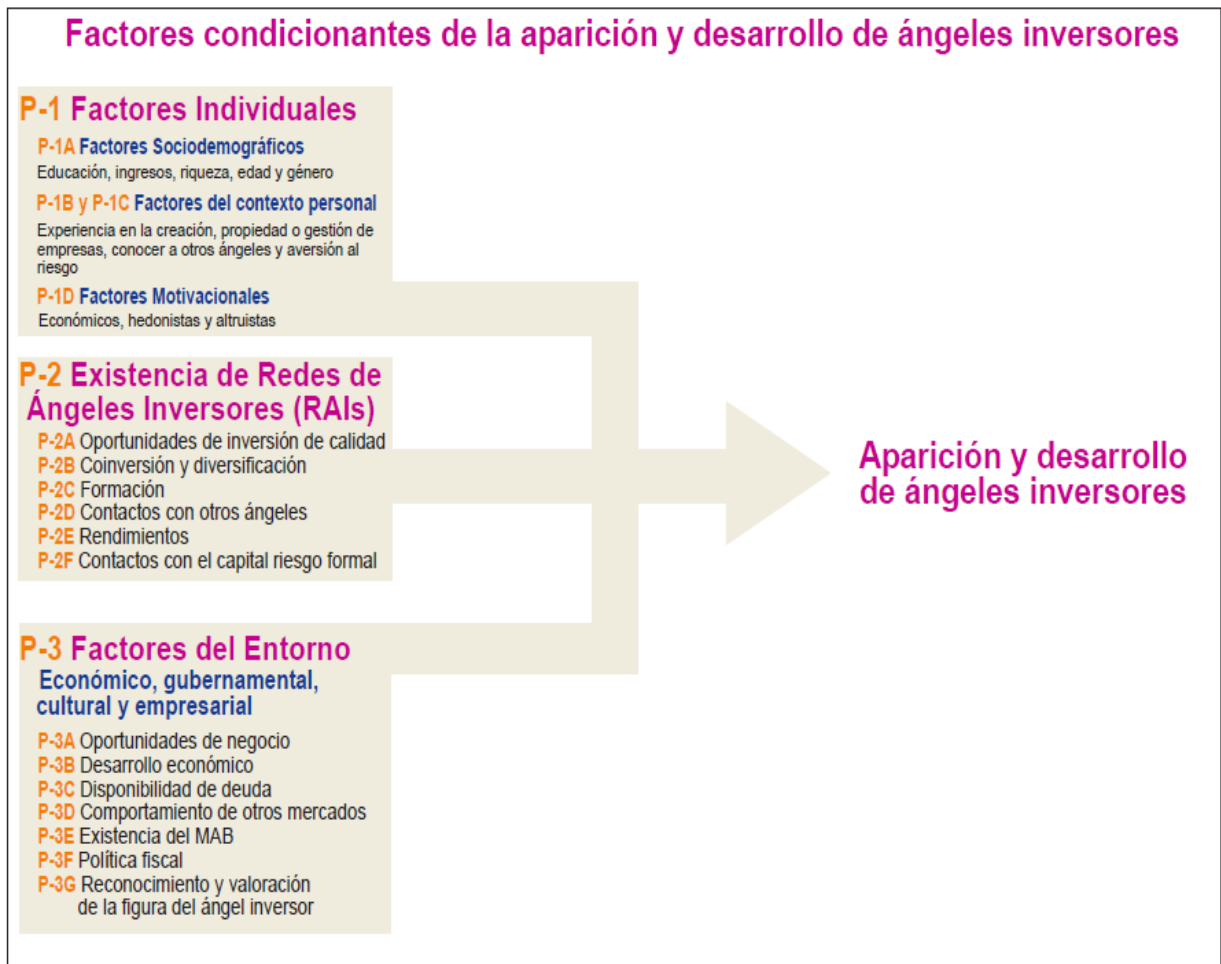 Factores condicionantes de la aparición y desarrollo de ángeles inversores
P-1 Factores Individuales
P-1A Factores Sociodemográficos
Educación, ingresos, riqueza, edad y género
P-1B y P-1C Factores del contexto personal
Experiencia en la creación, propiedad o gestión de
empresas, conocer a otros ángeles y aversión al
riesgo
P-1D Factores Motivacionales
Económicos, hedonistas y altruistas
P-2 Existencia de Redes de
Ángeles Inversores (RAIs)
P-2A Oportunidades de inversión de calidad
P-2B Coinversión y diversificación
P-2C Formación
P-2D Contactos con otros ángeles
P-2E Rendimientos
P-2F Contactos con el capital riesgo formal
P-3 Factores del Entorno
Económico, gubernamental,
cultural y empresarial
P-3A Oportunidades de negocio
P-3B Desarrollo económico
P-3C Disponibilidad de deuda
P-3D Comportamiento de otros mercados
P-3E Existencia del MAB
P-3F Política fiscal
P-3G Reconocimiento y valoración
de la figura del ángel inversor
Aparición y desarrollo
de ángeles inversores